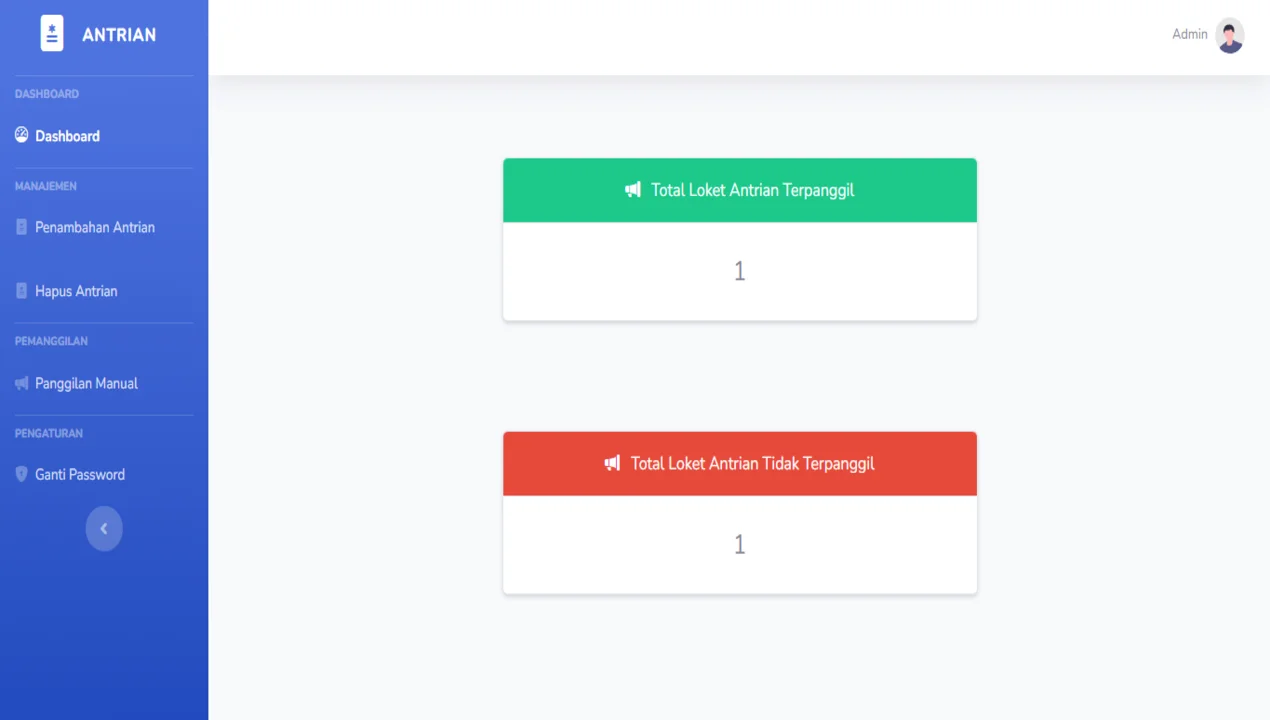 ANTRIAN
Admin
DASHBOARD
Dashboard
MANAJEMEN
Penambahan Antrian
Hapus Antrian
PEMANGGILAN
Panggilan Manual
PENGATURAN
Ganti Password
Total Loket Antrian Terpanggil
1
Total Loket Antrian Tidak Terpanggil
1